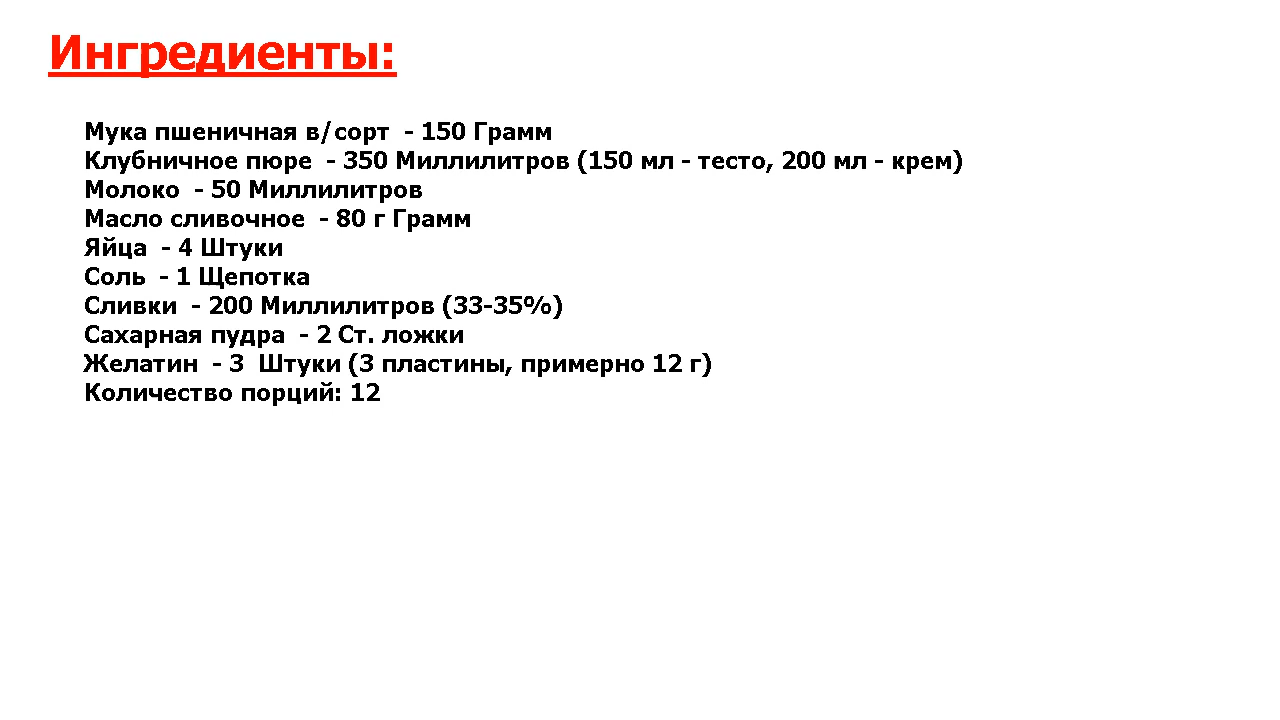 Ингредиенты:
Мука пшеничная в/сорт  - 150 Грамм
Клубничное пюре  - 350 Миллилитров (150 мл - тесто, 200 мл - крем)
Молоко  - 50 Миллилитров
Масло сливочное  - 80 г Грамм
Яйца  - 4 Штуки
Соль  - 1 Щепотка
Сливки  - 200 Миллилитров (33-35%)
Сахарная пудра  - 2 Ст. ложки
Желатин  - 3  Штуки (3 пластины, примерно 12 г)
Количество порций: 12